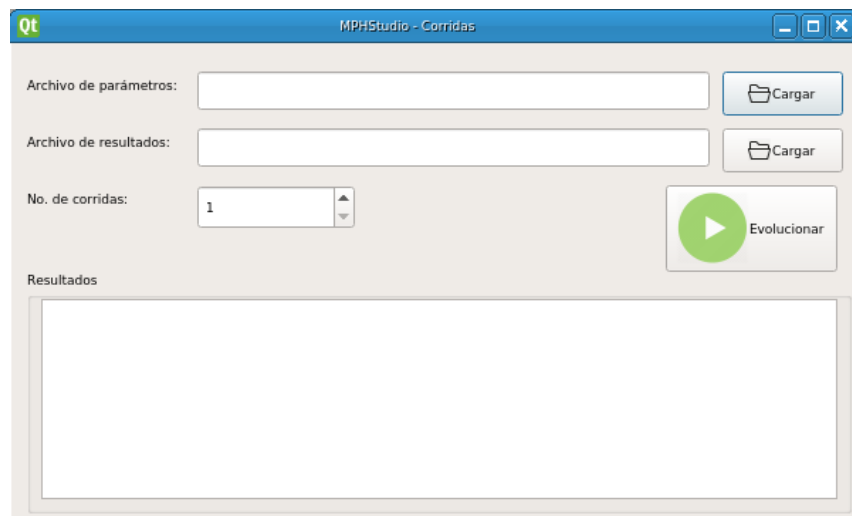 Qt MPHStudio - Corridas
Archivo de parámetros: Cargar
Archivo de resultados: Cargar
No. de corridas: 1 Evolucionar
Resultados